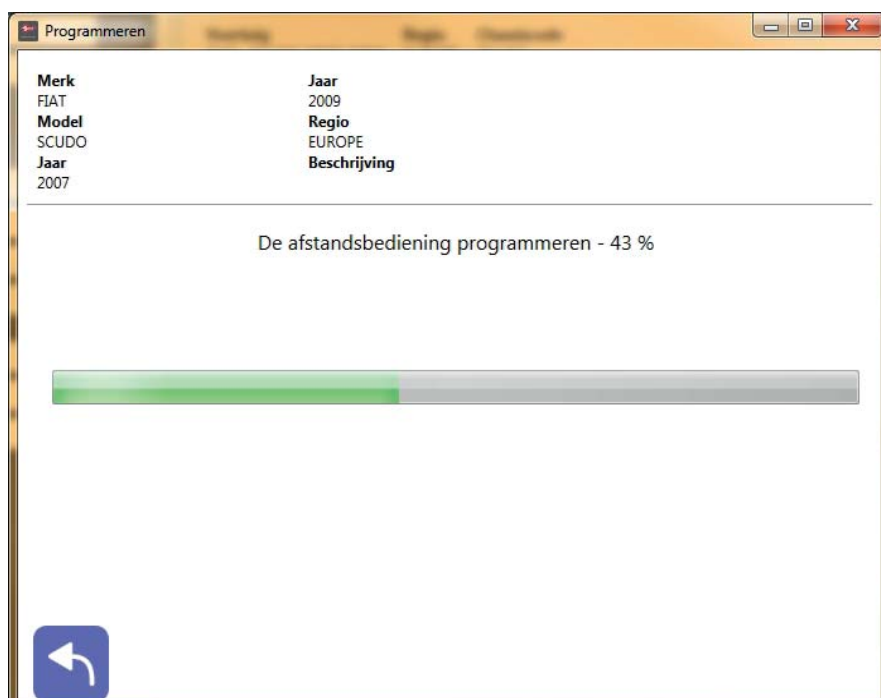 Programmeren
Merk
FIAT
Model
SCUDO
Jaar
2007
Jaar
2009
Regio
EUROPE
Beschrijving
De afstandsbediening programmeren - 43 %